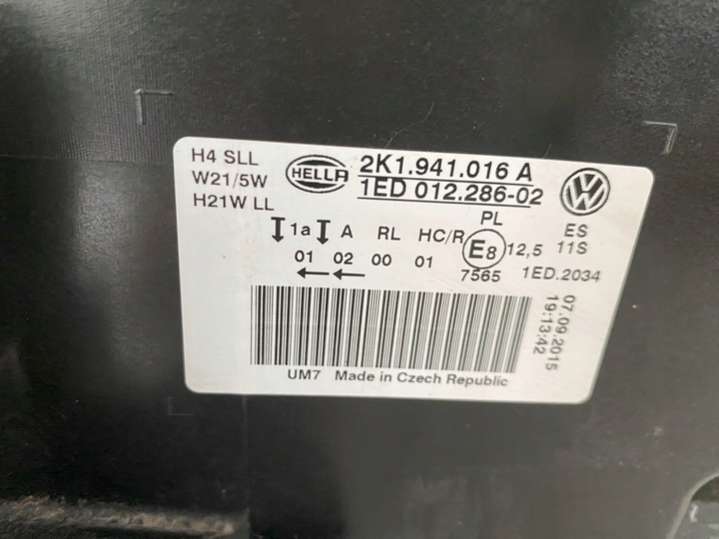 H4 SLL
W21/5W
H21W LL
HELLA
2K1.941.016 A
1ED 012.286-02
PL
ES
1a A RL HC/R E8 12,5 11S
01 02 00 01 7565 1ED.2034
07.09.2015
19:13:42
UM7 Made in Czech Republic